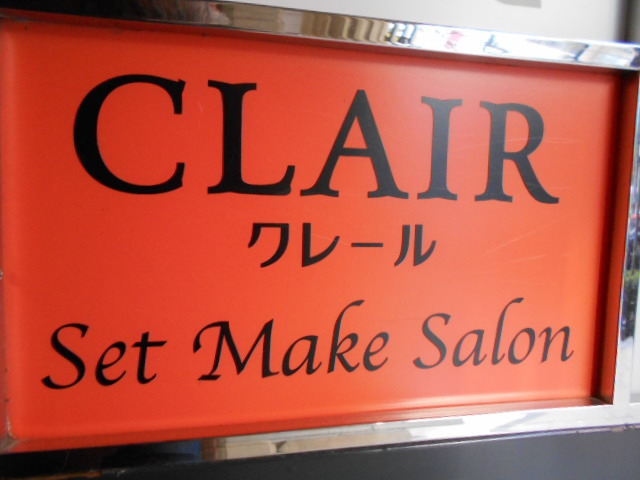 CLAIR
クレール
Set Make Salon